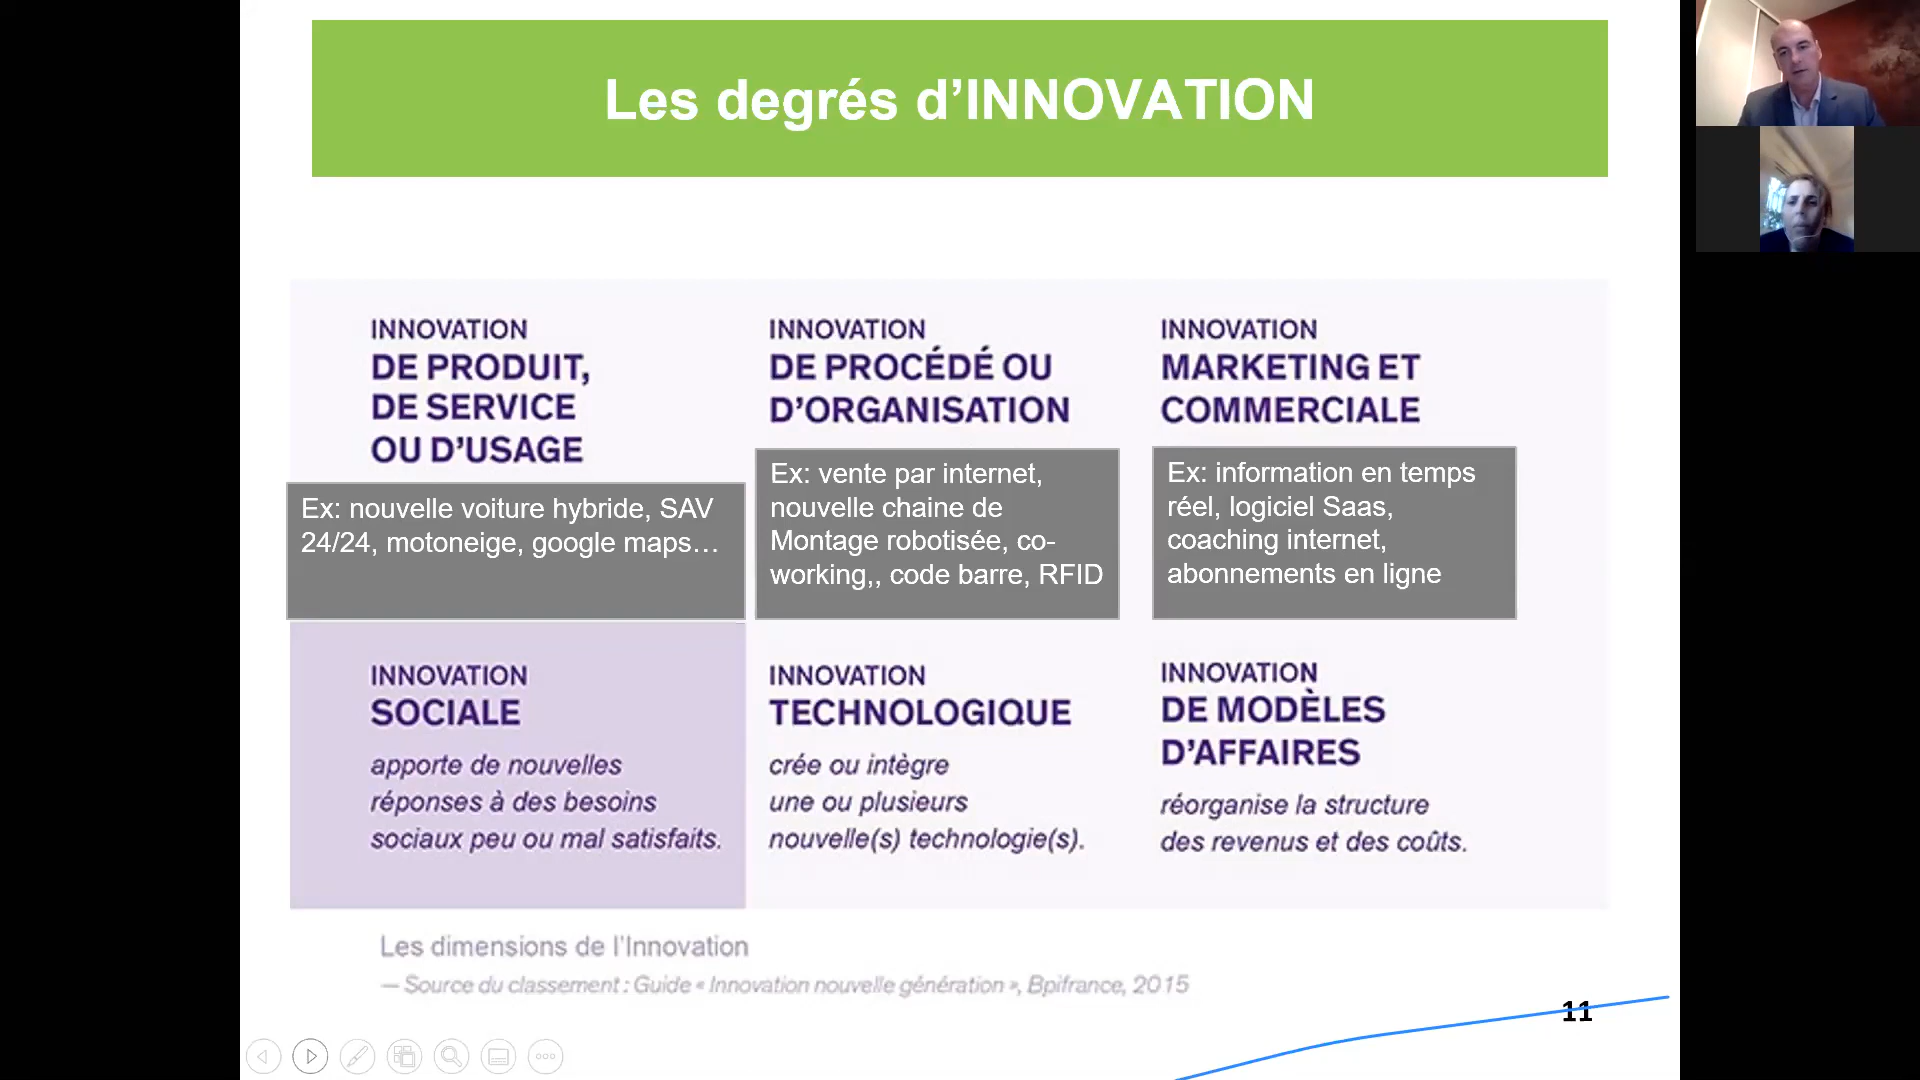 Les degrés d’INNOVATION
INNOVATION
DE PRODUIT,
DE SERVICE
OU D’USAGE
Ex: nouvelle voiture hybride, SAV
24/24, motoneige, google maps…
INNOVATION
DE PROCÉDÉ OU
D’ORGANISATION
Ex: vente par internet,
nouvelle chaine de
Montage robotisée, co-
working,, code barre, RFID
INNOVATION
MARKETING ET
COMMERCIALE
Ex: information en temps
réel, logiciel Saas,
coaching internet,
abonnements en ligne
INNOVATION
SOCIALE
apporte de nouvelles
réponses à des besoins
sociaux peu ou mal satisfaits.
INNOVATION
TECHNOLOGIQUE
crée ou intègre
une ou plusieurs
nouvelle(s) technologie(s).
INNOVATION
DE MODÈLES
D’AFFAIRES
réorganise la structure
des revenus et des coûts.
Les dimensions de l’Innovation
— Source du classement : Guide « Innovation nouvelle génération », Bpifrance, 2015
11